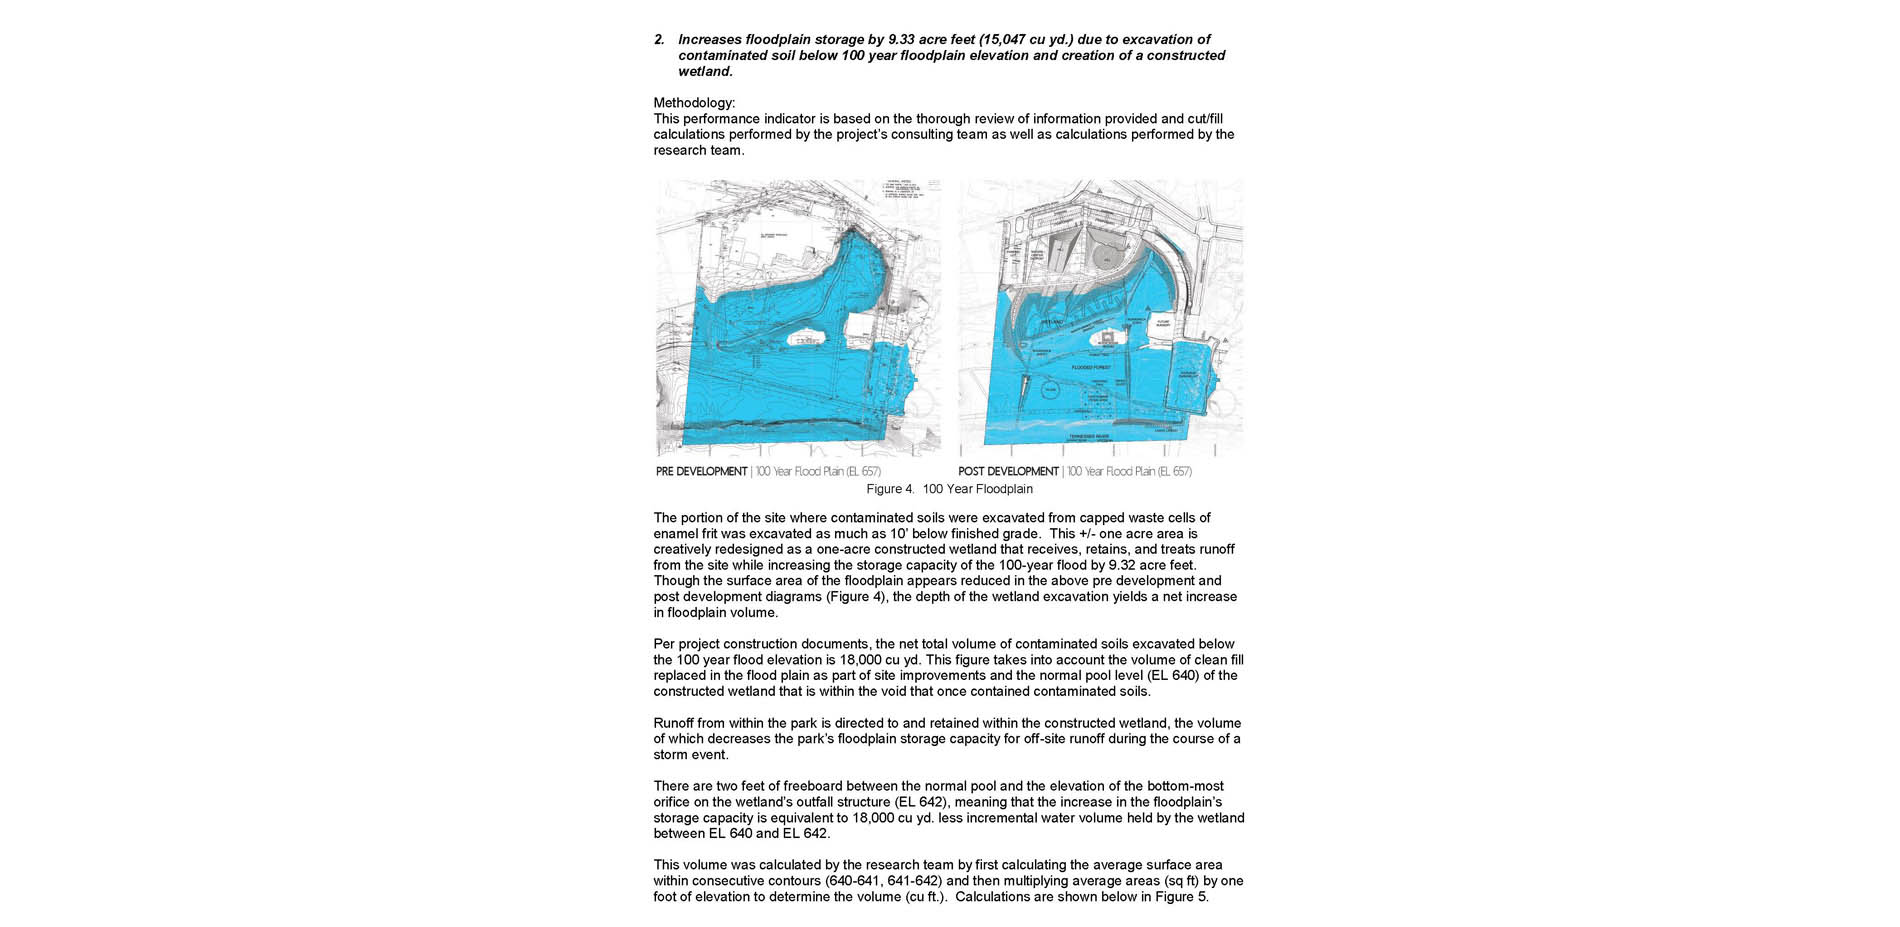 2. Increases floodplain storage by 9.33 acre feet (15,047 cu yd.) due to excavation of
contaminated soil below 100 year floodplain elevation and creation of a constructed
wetland.
Methodology:
This performance indicator is based on the thorough review of information provided and cut/fill
calculations performed by the project's consulting team as well as calculations performed by the
research team.
WETLAND
FLOODED FOREST
TENNESSEE RIVER
PRE DEVELOPMENT | 100 Year Flood Plain (EL 657)
POST DEVELOPMENT | 100 Year Flood Plain (EL 657)
Figure 4.  100 Year Floodplain
The portion of the site where contaminated soils were excavated from capped waste cells of
enamel frit was excavated as much as 10' below finished grade.  This +/- one acre area is
creatively redesigned as a one-acre constructed wetland that receives, retains, and treats runoff
from the site while increasing the storage capacity of the 100-year flood by 9.32 acre feet.
Though the surface area of the floodplain appears reduced in the above pre development and
post development diagrams (Figure 4), the depth of the wetland excavation yields a net increase
in floodplain volume.
Per project construction documents, the net total volume of contaminated soils excavated below
the 100 year flood elevation is 18,000 cu yd. This figure takes into account the volume of clean fill
replaced in the flood plain as part of site improvements and the normal pool level (EL 640) of the
constructed wetland that is within the void that once contained contaminated soils.
Runoff from within the park is directed to and retained within the constructed wetland, the volume
of which decreases the park's floodplain storage capacity for off-site runoff during the course of a
storm event.
There are two feet of freeboard between the normal pool and the elevation of the bottom-most
orifice on the wetland's outfall structure (EL 642), meaning that the increase in the floodplain's
storage capacity is equivalent to 18,000 cu yd. less incremental water volume held by the wetland
between EL 640 and EL 642.
This volume was calculated by the research team by first calculating the average surface area
within consecutive contours (640-641, 641-642) and then multiplying average areas (sq ft) by one
foot of elevation to determine the volume (cu ft.).  Calculations are shown below in Figure 5.